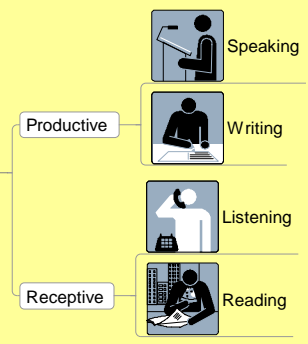 Speaking
Productive
Writing
Listening
Receptive
Reading